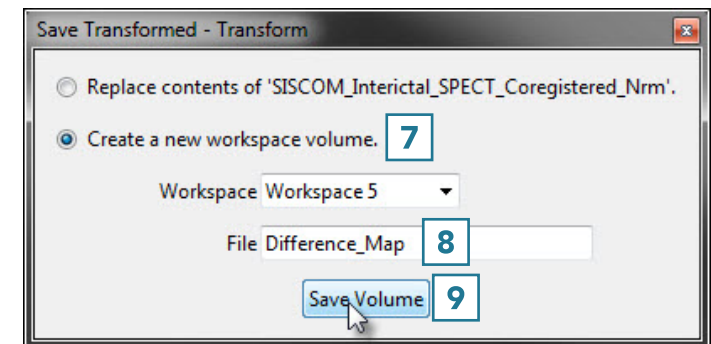 Save Transformed - Transform
Replace contents of 'SISCOM_Interictal_SPECT_Coregistered_Nrm'.
Create a new workspace volume. 7
Workspace Workspace 5
File Difference_Map 8
Save Volume 9